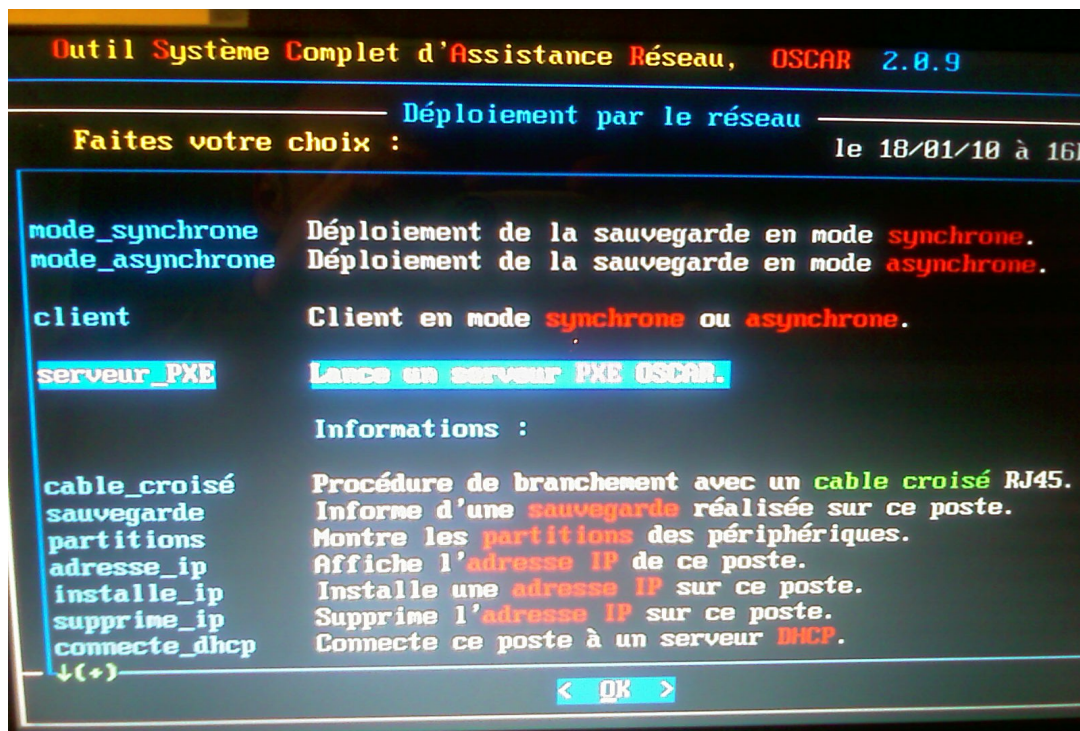 Outil Système Complet d'Assistance Réseau, OSCAR 2.0.9
Déploiement par le réseau
Faites votre choix :
le 18/01/10 à 16
mode_synchrone Déploiement de la sauvegarde en mode synchrone.
mode_asynchrone Déploiement de la sauvegarde en mode asynchrone.
client Client en mode synchrone ou asynchrone.
serveur_PXE Lance un serveur PXE OSCAR.
Informations :
cable_croisé Procédure de branchement avec un cable croisé RJ45.
sauvegarde Informe d'une sauvegarde réalisée sur ce poste.
partitions Montre les partitions des périphériques.
adresse_ip Affiche l'adresse IP de ce poste.
installe_ip Installe une adresse IP sur ce poste.
supprime_ip Supprime l'adresse IP sur ce poste.
connecte_dhcp Connecte ce poste à un serveur DHCP.
↓(+)
< OK >